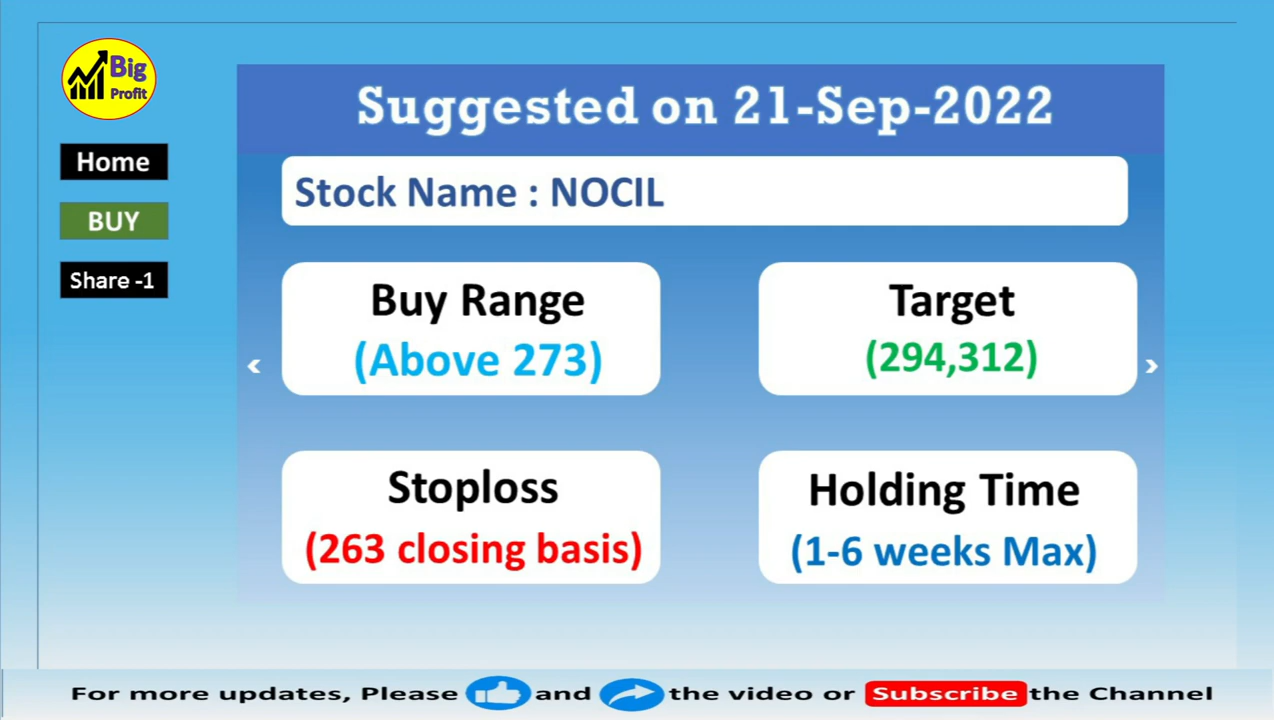 Big
Profit
Suggested on 21-Sep-2022
Home
Stock Name : NOCIL
BUY
Share -1
Buy Range
(Above 273)
Target
(294,312)
Stoploss
(263 closing basis)
Holding Time
(1-6 weeks Max)
For more updates, Please and the video or Subscribe the Channel